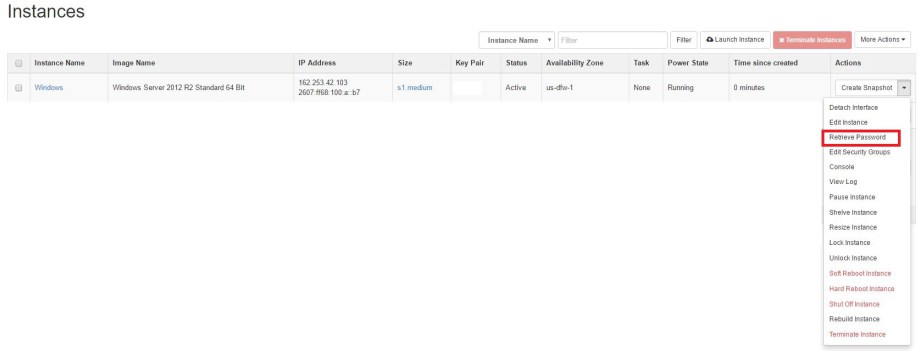 Instances
Instance Name Filter Filter Launch Instance Terminate Instances More Actions
Instance Name Image Name IP Address Size Key Pair Status Availability Zone Task Power State Time since created Actions
Windows Windows Server 2012 R2 Standard 64 Bit 162.253.42.103 s1.medium Active us-dfw-1 None Running 0 minutes Create Snapshot
2607:ff68:100:a::b7
Detach Interface
Edit Instance
Retrieve Password
Edit Security Groups
Console
View Log
Pause Instance
Shelve Instance
Resize Instance
Lock Instance
Unlock Instance
Soft Reboot Instance
Hard Reboot Instance
Shut Off Instance
Rebuild Instance
Terminate Instance